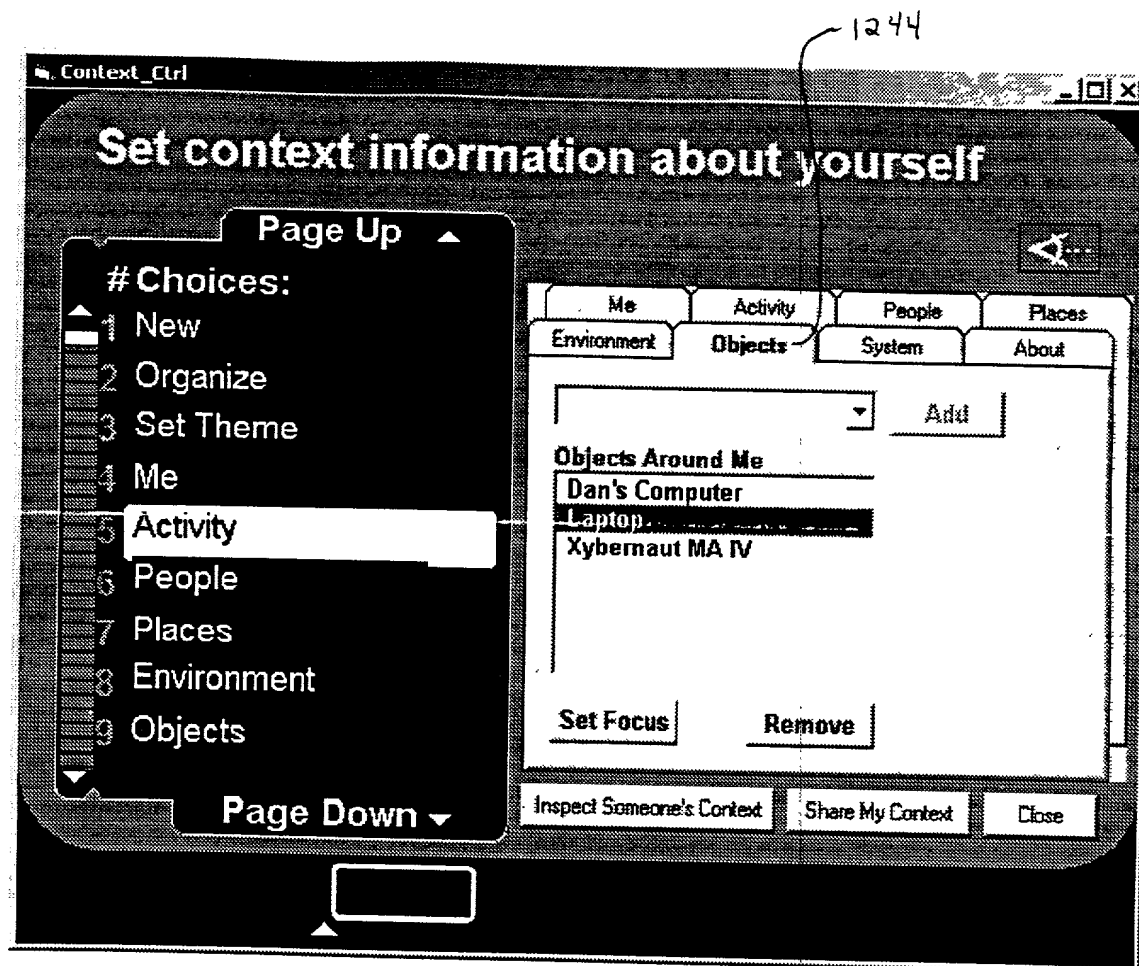 1244
Context_Ctrl
Set context information about yourself
Page Up
# Choices:
1 New
2 Organize
3 Set Theme
4 Me
5 Activity
6 People
7 Places
8 Environment
9 Objects
Page Down
Me Activity People Places
Environment Objects System About
Add
Objects Around Me
Dan's Computer
Laptop
Xybernaut MA IV
Set Focus Remove
Inspect Someone's Context Share My Context Close